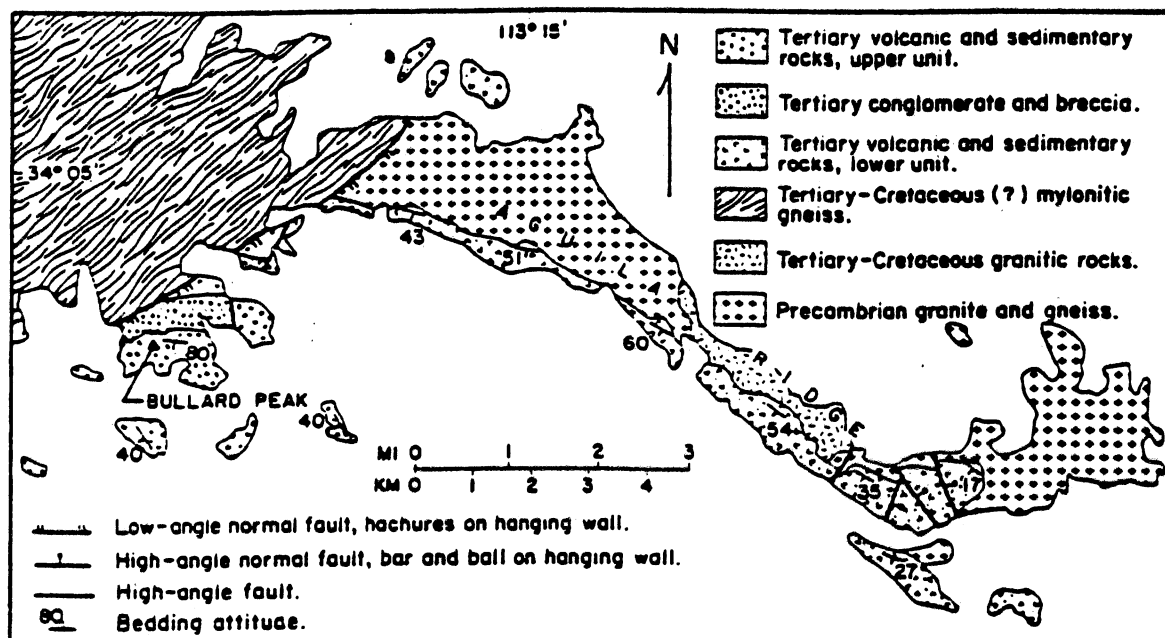 113° 15'
N
8
34° 05'
Tertiary volcanic and sedimentary
rocks, upper unit.
Tertiary conglomerate and breccia.
Tertiary volcanic and sedimentary
rocks, lower unit.
Tertiary-Cretaceous (?) mylonitic
gneiss.
Tertiary-Cretaceous granitic rocks.
Precambrian granite and gneiss.
AGUILA
RIDGE
43
51
60
80
BULLARD PEAK
40
40
54
35
17
27
MI 0 1 2 3
KM 0 1 2 3 4
Low-angle normal fault, hachures on hanging wall.
High-angle normal fault, bar and ball on hanging wall.
High-angle fault.
80 Bedding attitude.